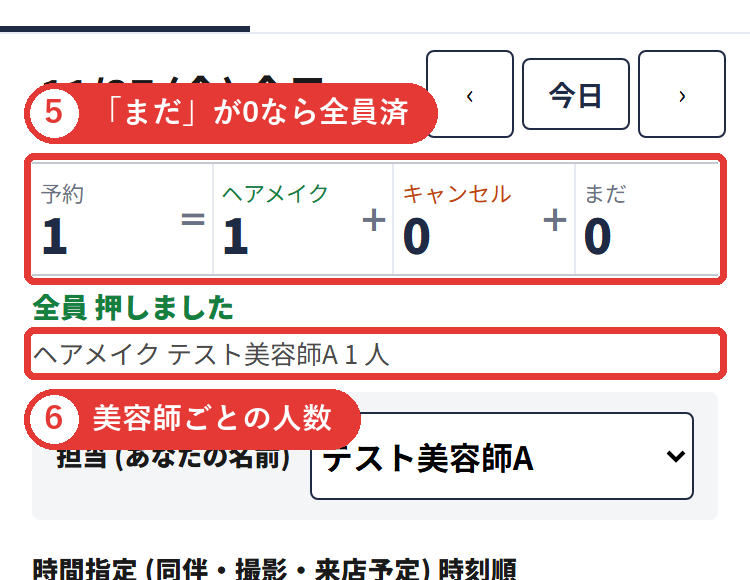 ‹
今日
›
5 「まだ」が0なら全員済
予約
1
=
ヘアメイク
1
+
キャンセル
0
+
まだ
0
全員 押しました
ヘアメイク テスト美容師A 1 人
6 美容師ごとの人数
担当 (あなたの名前)
テスト美容師A
時間指定 (同伴・撮影・来店予定) 時刻順